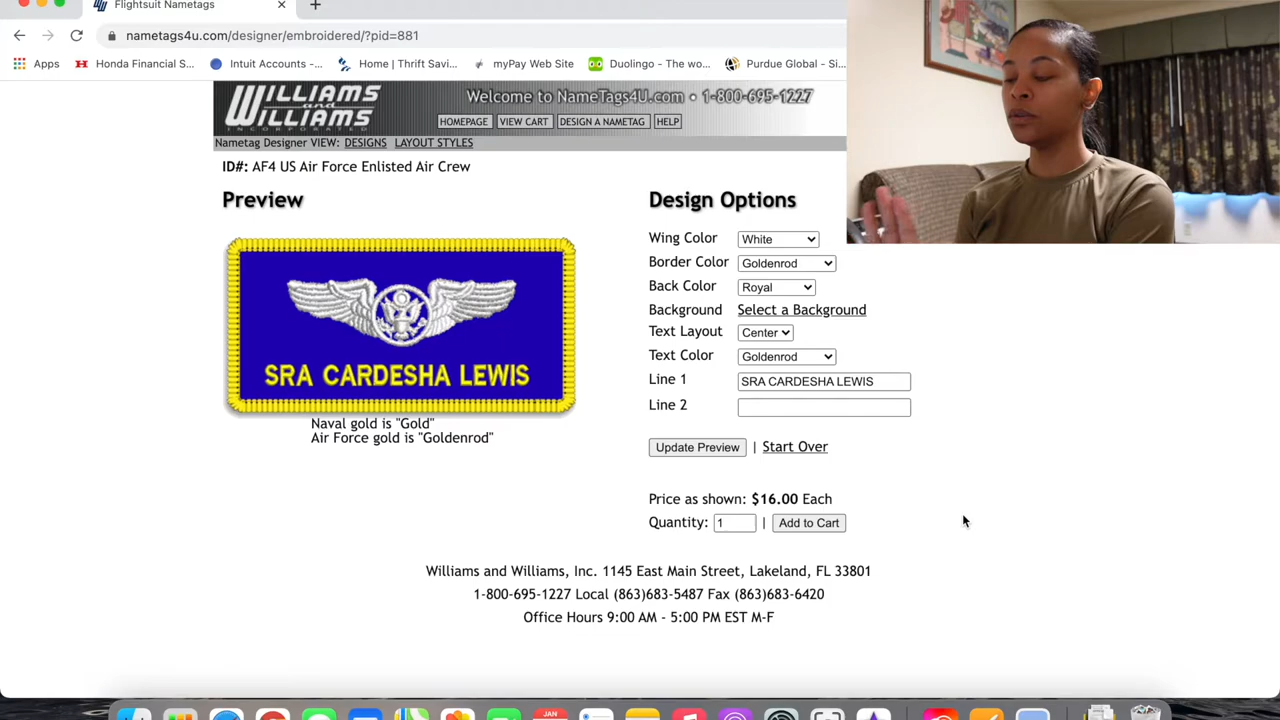 Flightsuit Nametags
nametags4u.com/designer/embroidered/?pid=881
Apps Honda Financial S... Intuit Accounts -... Home | Thrift Savi... myPay Web Site Duolingo - The wo... Purdue Global - Si...
WILLIAMS and WILLIAMS INCORPORATED
Welcome to NameTags4U.com • 1-800-695-1227
HOMEPAGE VIEW CART DESIGN A NAMETAG HELP
Nametag Designer VIEW: DESIGNS LAYOUT STYLES
ID#: AF4 US Air Force Enlisted Air Crew
Preview
SRA CARDESHA LEWIS
Naval gold is "Gold"
Air Force gold is "Goldenrod"
Design Options
Wing Color White
Border Color Goldenrod
Back Color Royal
Background Select a Background
Text Layout Center
Text Color Goldenrod
Line 1 SRA CARDESHA LEWIS
Line 2
Update Preview | Start Over
Price as shown: $16.00 Each
Quantity: 1 | Add to Cart
Williams and Williams, Inc. 1145 East Main Street, Lakeland, FL 33801
1-800-695-1227 Local (863)683-5487 Fax (863)683-6420
Office Hours 9:00 AM - 5:00 PM EST M-F
JAN